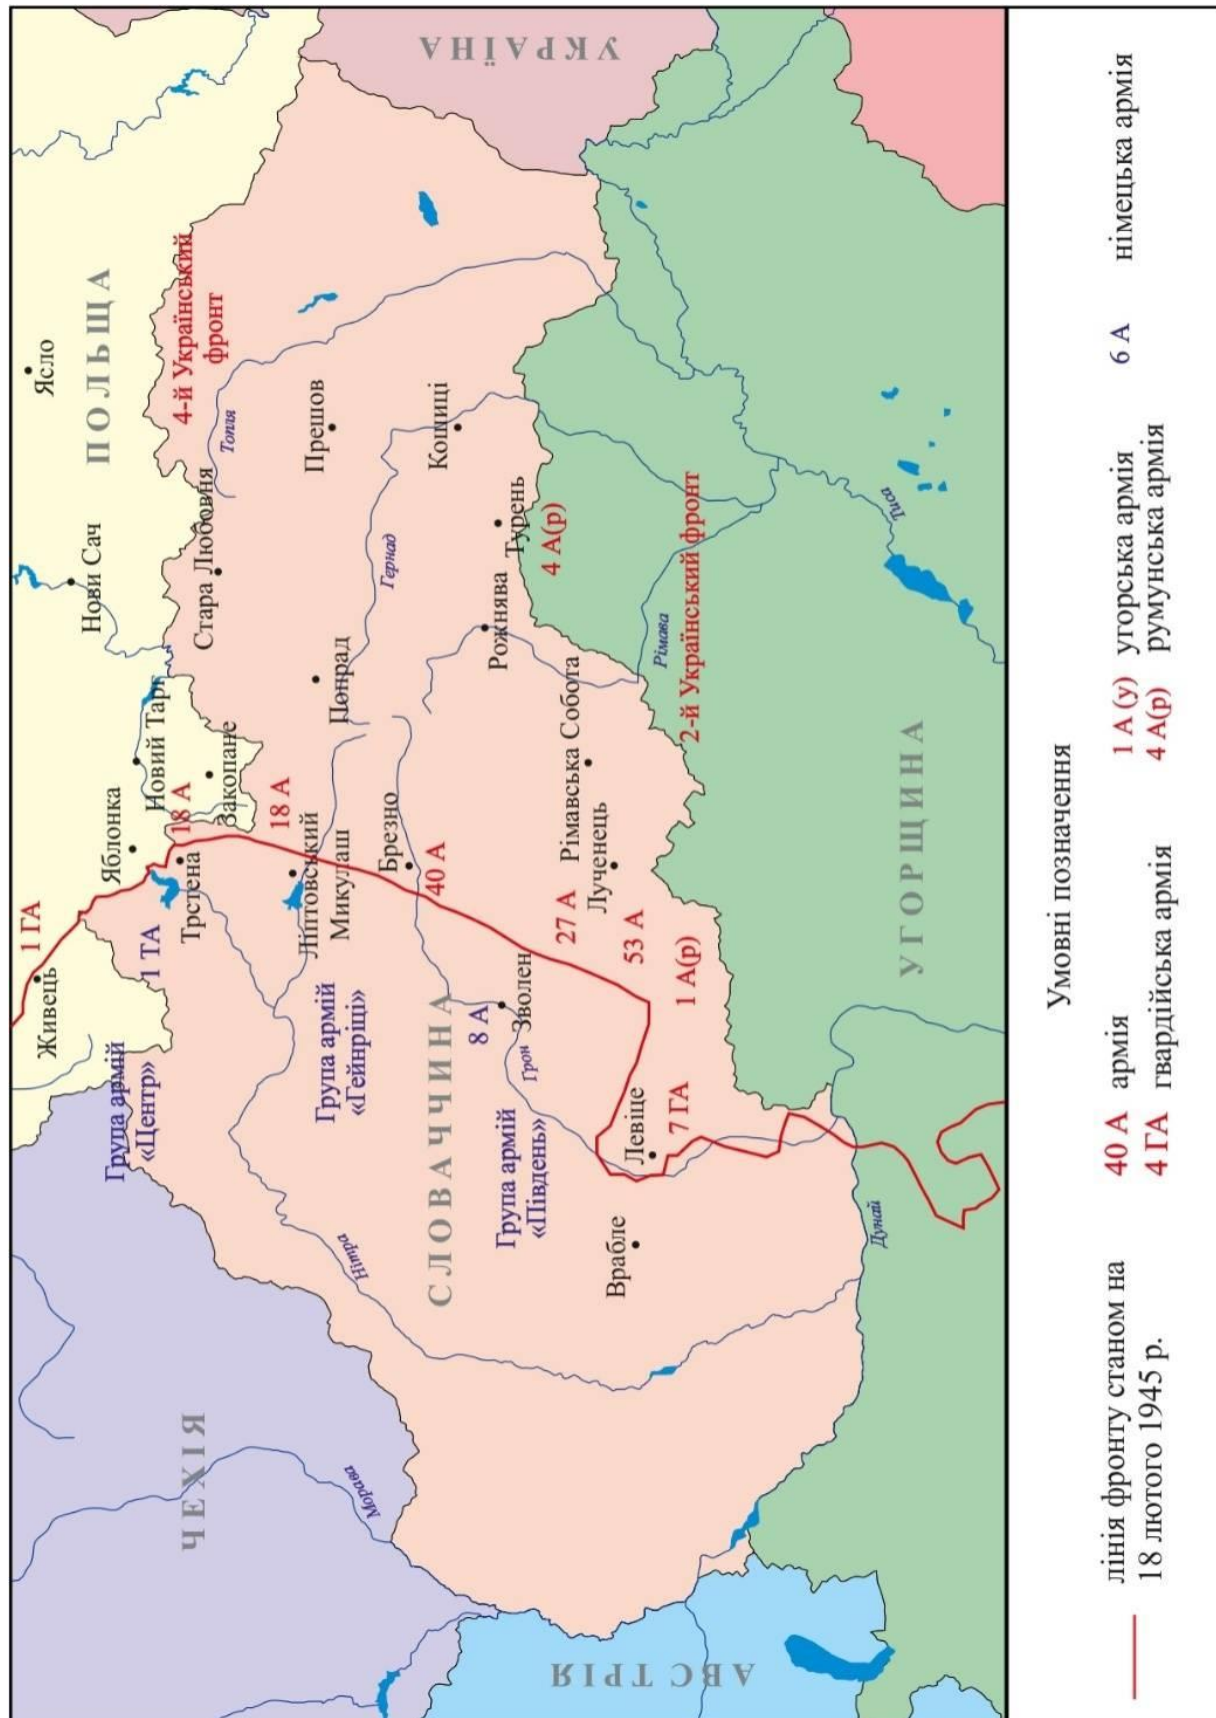 ПОЛЬЩА
ЧЕХІЯ
СЛОВАЧЧИНА
УКРАЇНА
АВСТРІЯ
УГОРЩИНА
Живець
1 ГА
Яблонка
Новий Тарг
Нови Сач
Ясло
Група армій
«Центр»
1 ТА
Трстена
18 А
Закопане
Стара Любовня
4-й Український
фронт
Топля
Група армій
«Гейнріці»
Ліптовський
Микулаш
18 А
Попрад
Прешов
Морава
Нітра
Брезно
40 А
Гернад
Кошиці
Група армій
«Південь»
8 А
Зволен
Грон
Рожнява
Турень
4 А(р)
Врабле
Левіце
7 ГА
27 А
53 А
1 А(р)
Лученець
Рімавська Собота
Рімава
2-й Український фронт
Дунай
Тиса
Умовні позначення
лінія фронту станом на
18 лютого 1945 р.
40 А армія
4 ГА гвардійська армія
1 А (у) угорська армія
4 А(р) румунська армія
6 А німецька армія